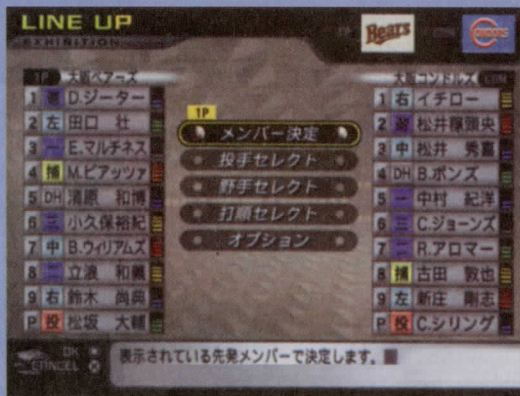 LINE UP
EXHIBITION
Bears
1P 大阪ベアーズ
1 遊 D.ジーター
2 左 田口 壮
3 一 E.マルチネス
4 捕 M.ピアッツァ
5 DH 清原 和博
6 三 小久保裕紀
7 中 B.ウィリアムズ
8 二 立浪 和義
9 右 鈴木 尚典
P 投 松坂 大輔
1P
メンバー決定
投手セレクト
野手セレクト
打順セレクト
オプション
大阪コンドルズ COM
1 右 イチロー
2 遊 松井稼頭央
3 中 松井 秀喜
4 DH B.ボンズ
5 一 中村 紀洋
6 三 C.ジョーンズ
7 二 R.アロマー
8 捕 古田 敦也
9 左 新庄 剛志
P 投 C.シリング
OK
CANCEL
表示されている先発メンバーで決定します。